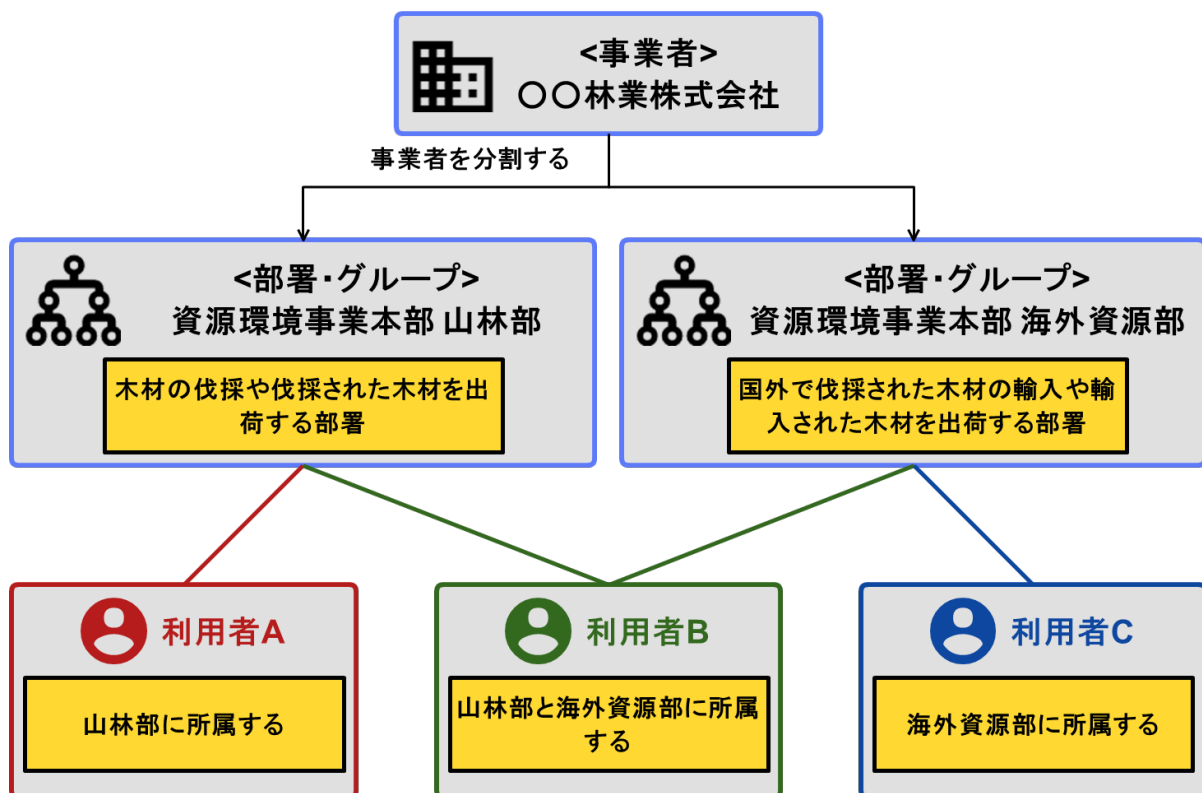 <事業者>
〇〇林業株式会社
事業者を分割する
<部署・グループ>
資源環境事業本部 山林部
木材の伐採や伐採された木材を出
荷する部署
<部署・グループ>
資源環境事業本部 海外資源部
国外で伐採された木材の輸入や輸
入された木材を出荷する部署
利用者A
山林部に所属する
利用者B
山林部と海外資源部に所属
する
利用者C
海外資源部に所属する